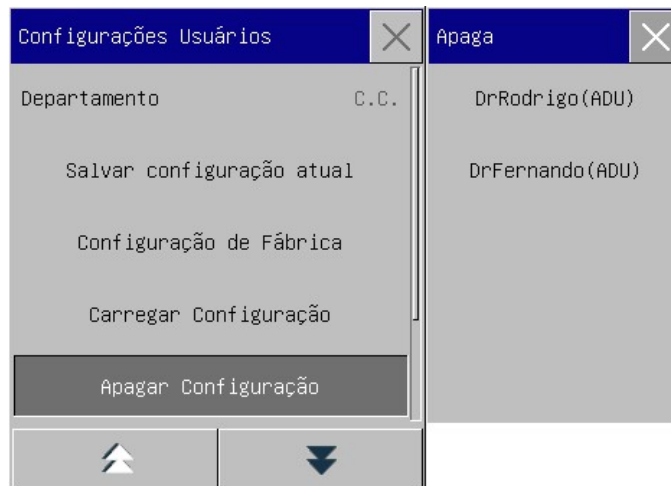 Configurações Usuários
Departamento C.C.
Salvar configuração atual
Configuração de Fábrica
Carregar Configuração
Apagar Configuração
Apaga
DrRodrigo(ADU)
DrFernando(ADU)